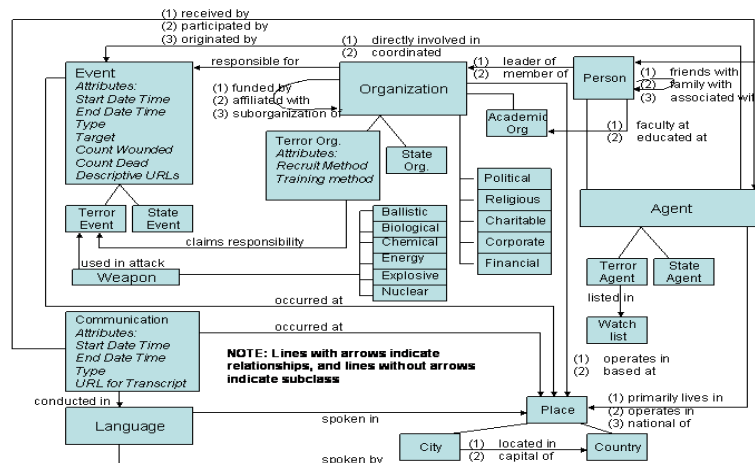 (1) received by
(2) participated by
(3) originated by
(1) directly involved in
(2) coordinated
responsible for
(1) leader of
(2) member of
Event
Attributes:
Start Date Time
End Date Time
Type
Target
Count Wounded
Count Dead
Descriptive URLs
(1) funded by
(2) affiliated with
(3) suborganization of
Organization
Person
(1) friends with
(2) family with
(3) associated wit
Academic
Org
(1) faculty at
(2) educated at
Terror Org.
Attributes:
Recruit Method
Training method
State
Org.
Political
Religious
Charitable
Corporate
Financial
Agent
Terror
Event
State
Event
claims responsibility
Ballistic
Biological
Chemical
Energy
Explosive
Nuclear
used in attack
Weapon
Terror
Agent
State
Agent
listed in
Watch
list
occurred at
Communication
Attributes:
Start Date Time
End Date Time
Type
URL for Transcript
occurred at
NOTE: Lines with arrows indicate
relationships, and lines without arrows
indicate subclass
(1) operates in
(2) based at
conducted in
Language
spoken in
Place
(1) primarily lives in
(2) operates in
(3) national of
City
(1) located in
(2) capital of
Country
spoken by